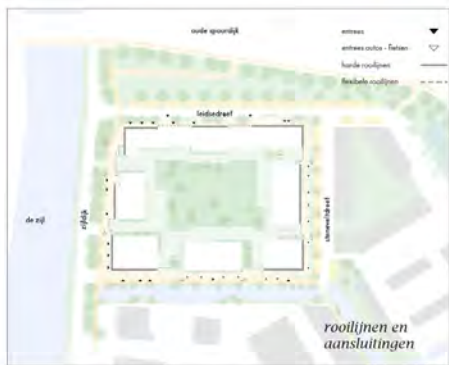 oude spoordijk
entrees
entrees autos - fietsen
harde rooilijnen
flexibele rooilijnen
leidsedreef
de zijl
zijldijk
rooilijnen en
aansluitingen